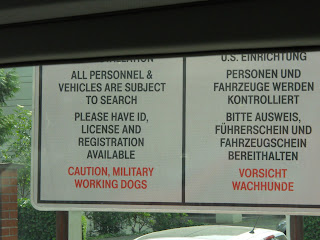 ALL PERSONNEL &
VEHICLES ARE SUBJECT
TO SEARCH
PLEASE HAVE ID,
LICENSE AND
REGISTRATION
AVAILABLE
CAUTION, MILITARY
WORKING DOGS
U.S. EINRICHTUNG
PERSONEN UND
FAHRZEUGE WERDEN
KONTROLLIERT
BITTE AUSWEIS,
FÜHRERSCHEIN UND
FAHRZEUGSCHEIN
BEREITHALTEN
VORSICHT
WACHHUNDE